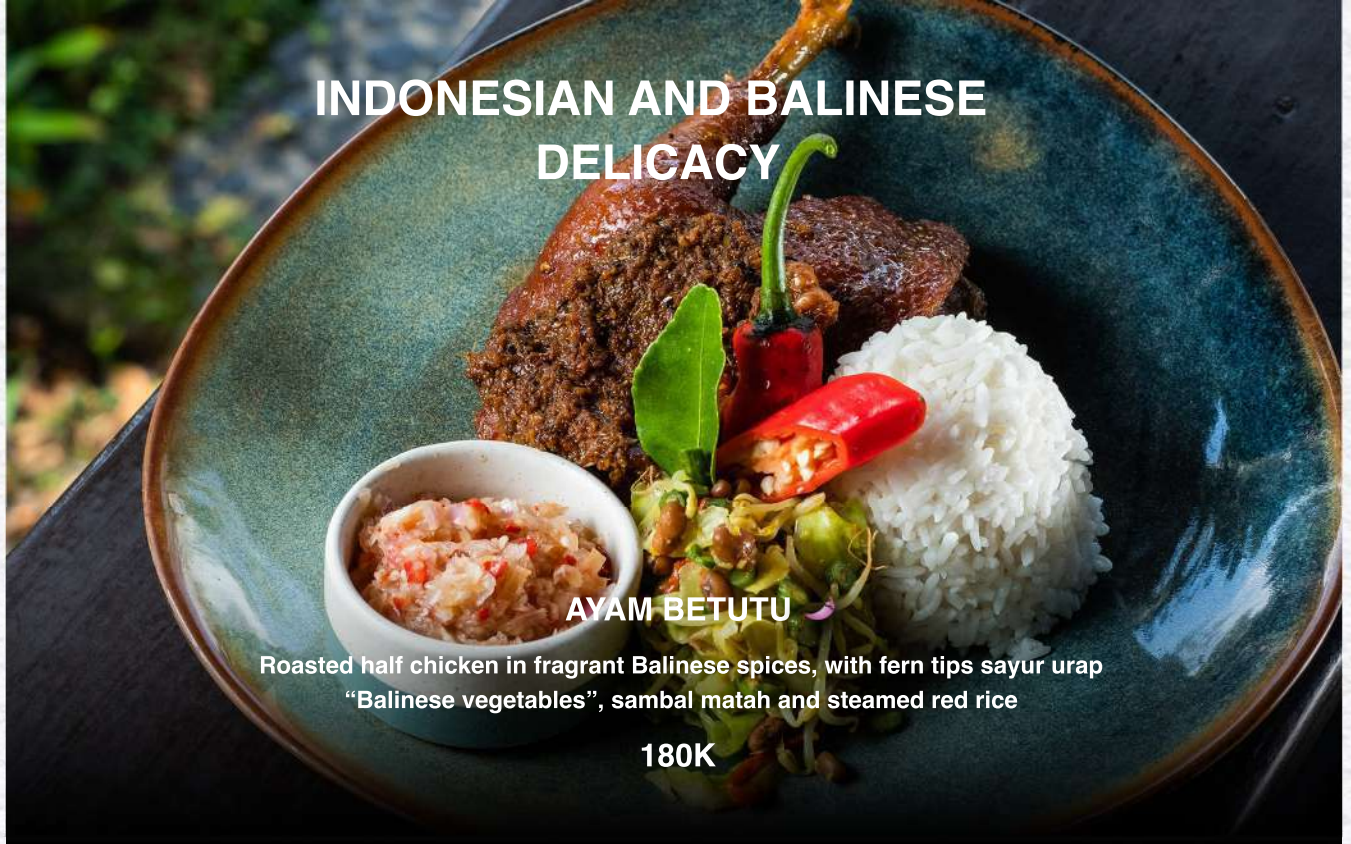 INDONESIAN AND BALINESE
DELICACY
AYAM BETUTU
Roasted half chicken in fragrant Balinese spices, with fern tips sayur urap
“Balinese vegetables”, sambal matah and steamed red rice
180K